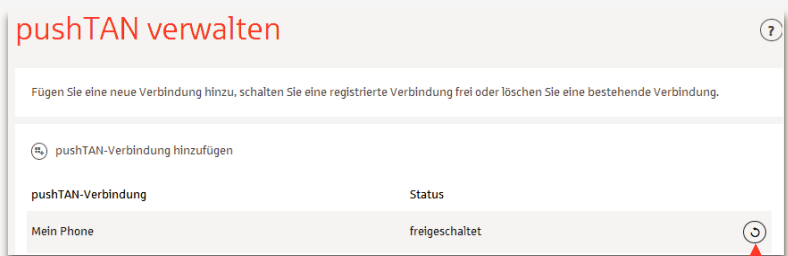 pushTAN verwalten
?
Fügen Sie eine neue Verbindung hinzu, schalten Sie eine registrierte Verbindung frei oder löschen Sie eine bestehende Verbindung.
pushTAN-Verbindung hinzufügen
pushTAN-Verbindung Status
Mein Phone freigeschaltet